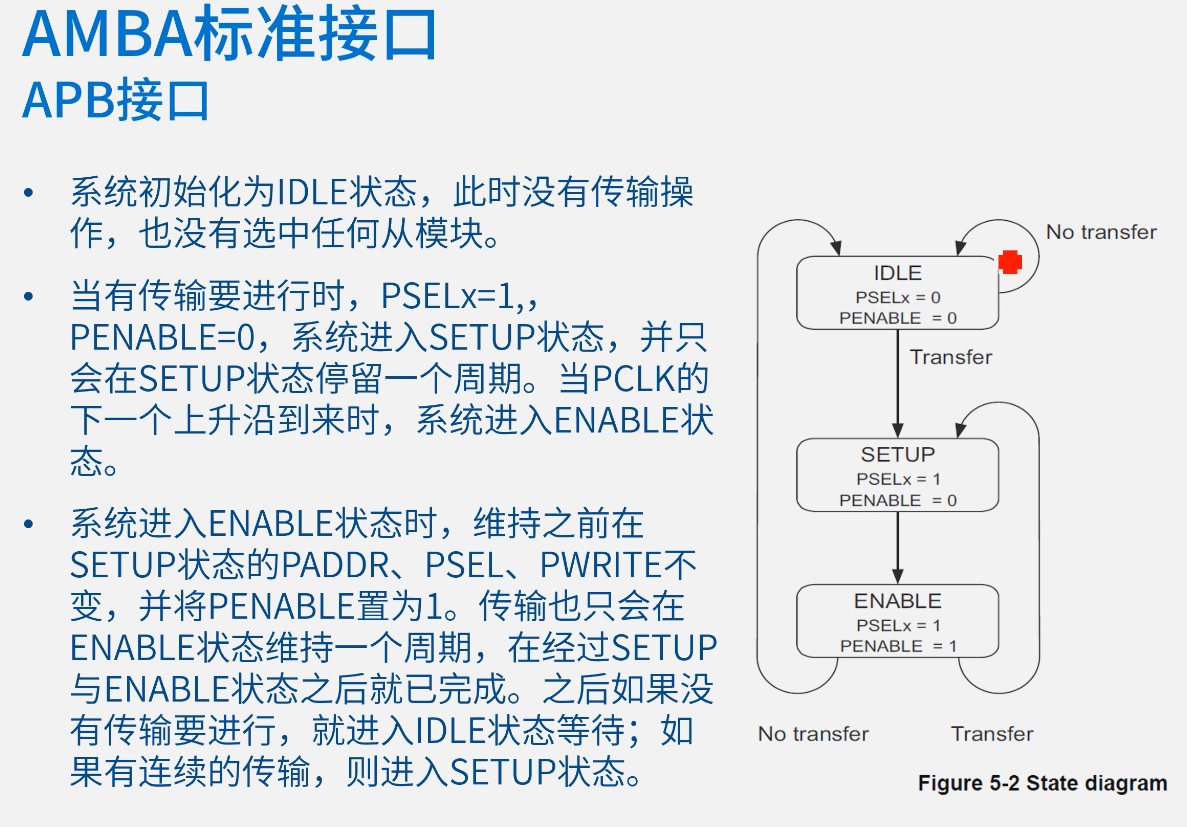 AMBA标准接口
APB接口
• 系统初始化为IDLE状态，此时没有传输操
作，也没有选中任何从模块。
• 当有传输要进行时，PSELx=1,，
PENABLE=0，系统进入SETUP状态，并只
会在SETUP状态停留一个周期。当PCLK的
下一个上升沿到来时，系统进入ENABLE状
态。
• 系统进入ENABLE状态时，维持之前在
SETUP状态的PADDR、PSEL、PWRITE不
变，并将PENABLE置为1。传输也只会在
ENABLE状态维持一个周期，在经过SETUP
与ENABLE状态之后就已完成。之后如果没
有传输要进行，就进入IDLE状态等待；如
果有连续的传输，则进入SETUP状态。
No transfer
IDLE
PSELx = 0
PENABLE = 0
Transfer
SETUP
PSELx = 1
PENABLE = 0
ENABLE
PSELx = 1
PENABLE = 1
No transfer
Transfer
Figure 5-2 State diagram